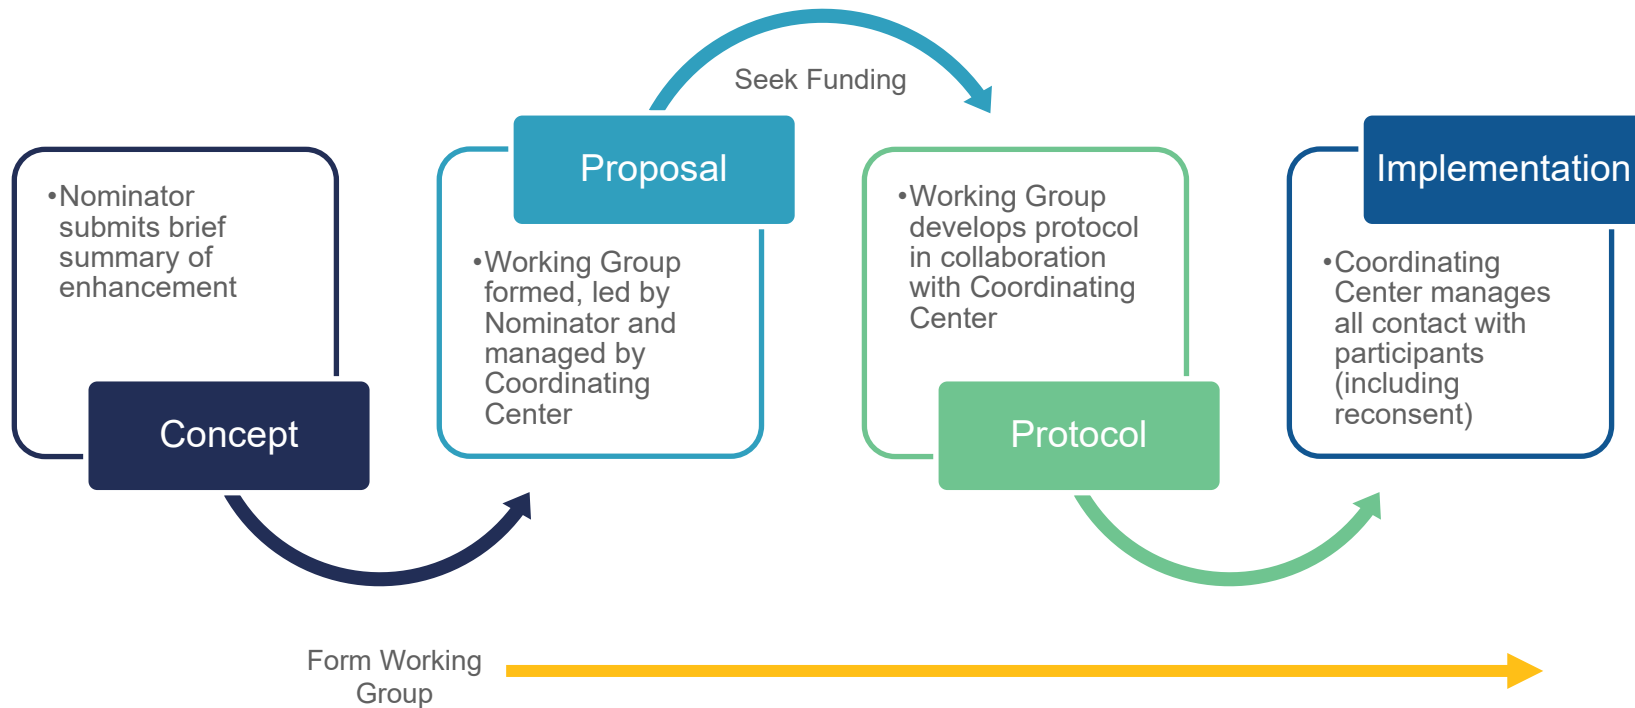 Seek Funding
•Nominator
submits brief
summary of
enhancement
Concept
Proposal
•Working Group
formed, led by
Nominator and
managed by
Coordinating
Center
•Working Group
develops protocol
in collaboration
with Coordinating
Center
Protocol
Implementation
•Coordinating
Center manages
all contact with
participants
(including
reconsent)
Form Working
Group